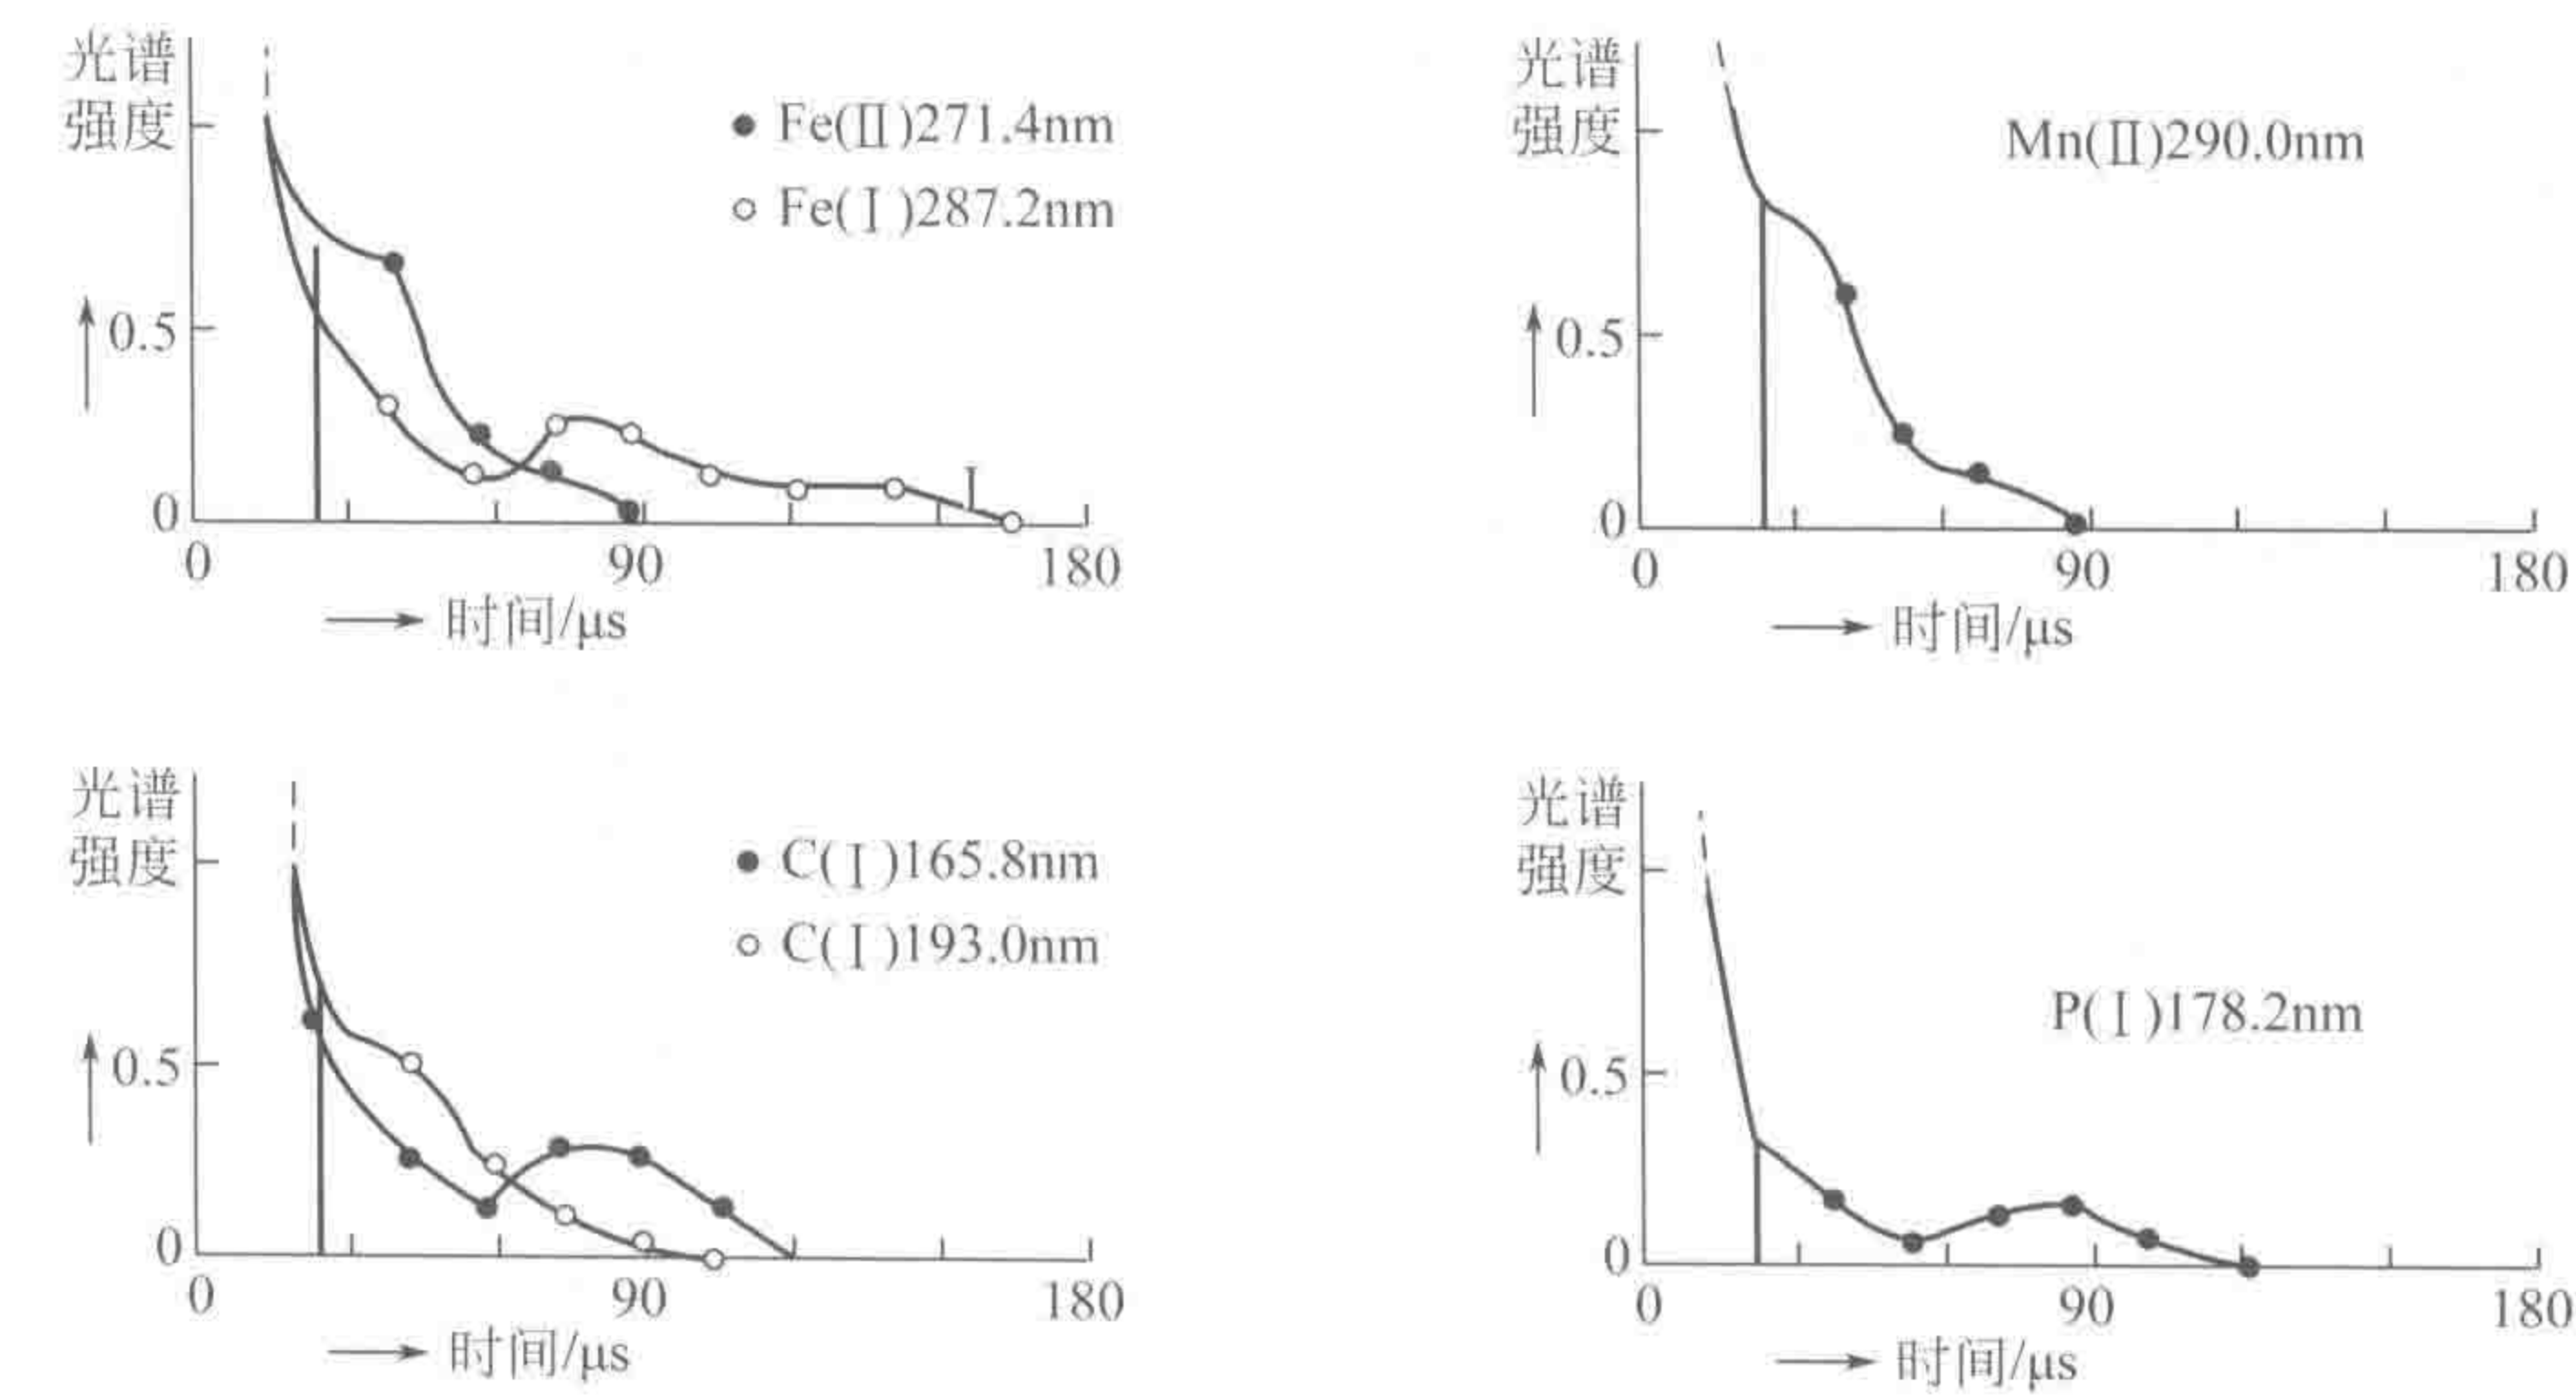 光谱
强度
● Fe(Ⅱ)271.4nm
○ Fe(Ⅰ)287.2nm
0.5
0
0 90 180
时间/μs
光谱
强度
Mn(Ⅱ)290.0nm
0.5
0
0 90 180
时间/μs
光谱
强度
● C(Ⅰ)165.8nm
○ C(Ⅰ)193.0nm
0.5
0
0 90 180
时间/μs
光谱
强度
P(Ⅰ)178.2nm
0.5
0
0 90 180
时间/μs